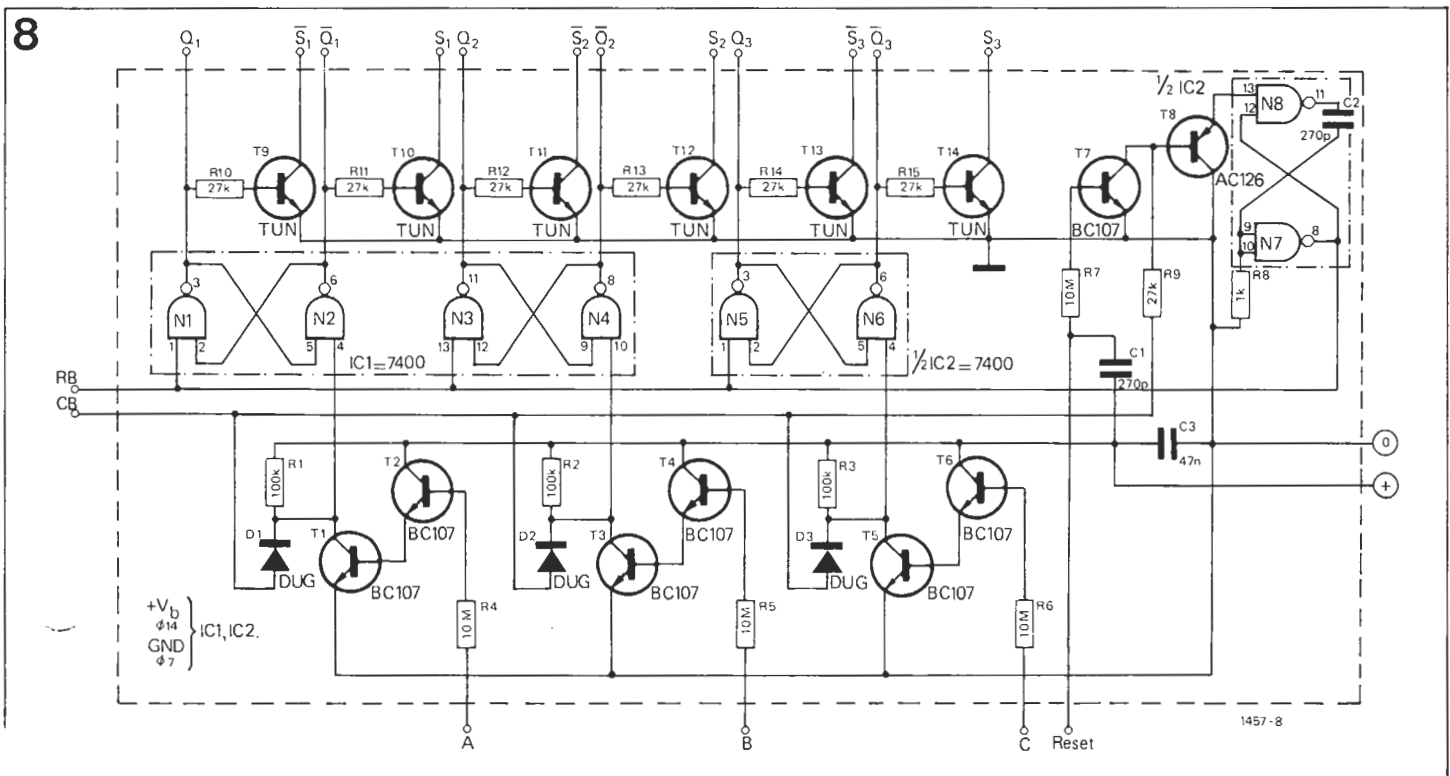 8
Q1 S̅1 Q̅1 S1 Q2 S̅2 Q̅2 S2 Q3 S̅3 Q̅3 S3
½ IC2
13 N8 11 C2
12
270p
T9 T10 T11 T12 T13 T14 T7 T8
R10 R11 R12 R13 R14 R15
27k 27k 27k 27k 27k 27k
AC126
TUN TUN TUN TUN TUN TUN BC107
9 N7 8
10
R7 R9 R8
10M 27k 1k
3 6 11 8 3 6
N1 N2 N3 N4 N5 N6
1 2 5 4 13 12 9 10 1 2 5 4
IC1=7400 ½IC2=7400
C1
270p
RB
CB
C3
47n
0
+
R1 T2 R2 T4 R3 T6
100k 100k 100k
BC107 BC107 BC107
D1 T1 D2 T3 D3 T5
DUG DUG DUG
BC107 BC107 BC107
R4 R5 R6
10M 10M 10M
+Vb
φ14
GND
φ7
IC1, IC2.
A B C Reset
1457-8